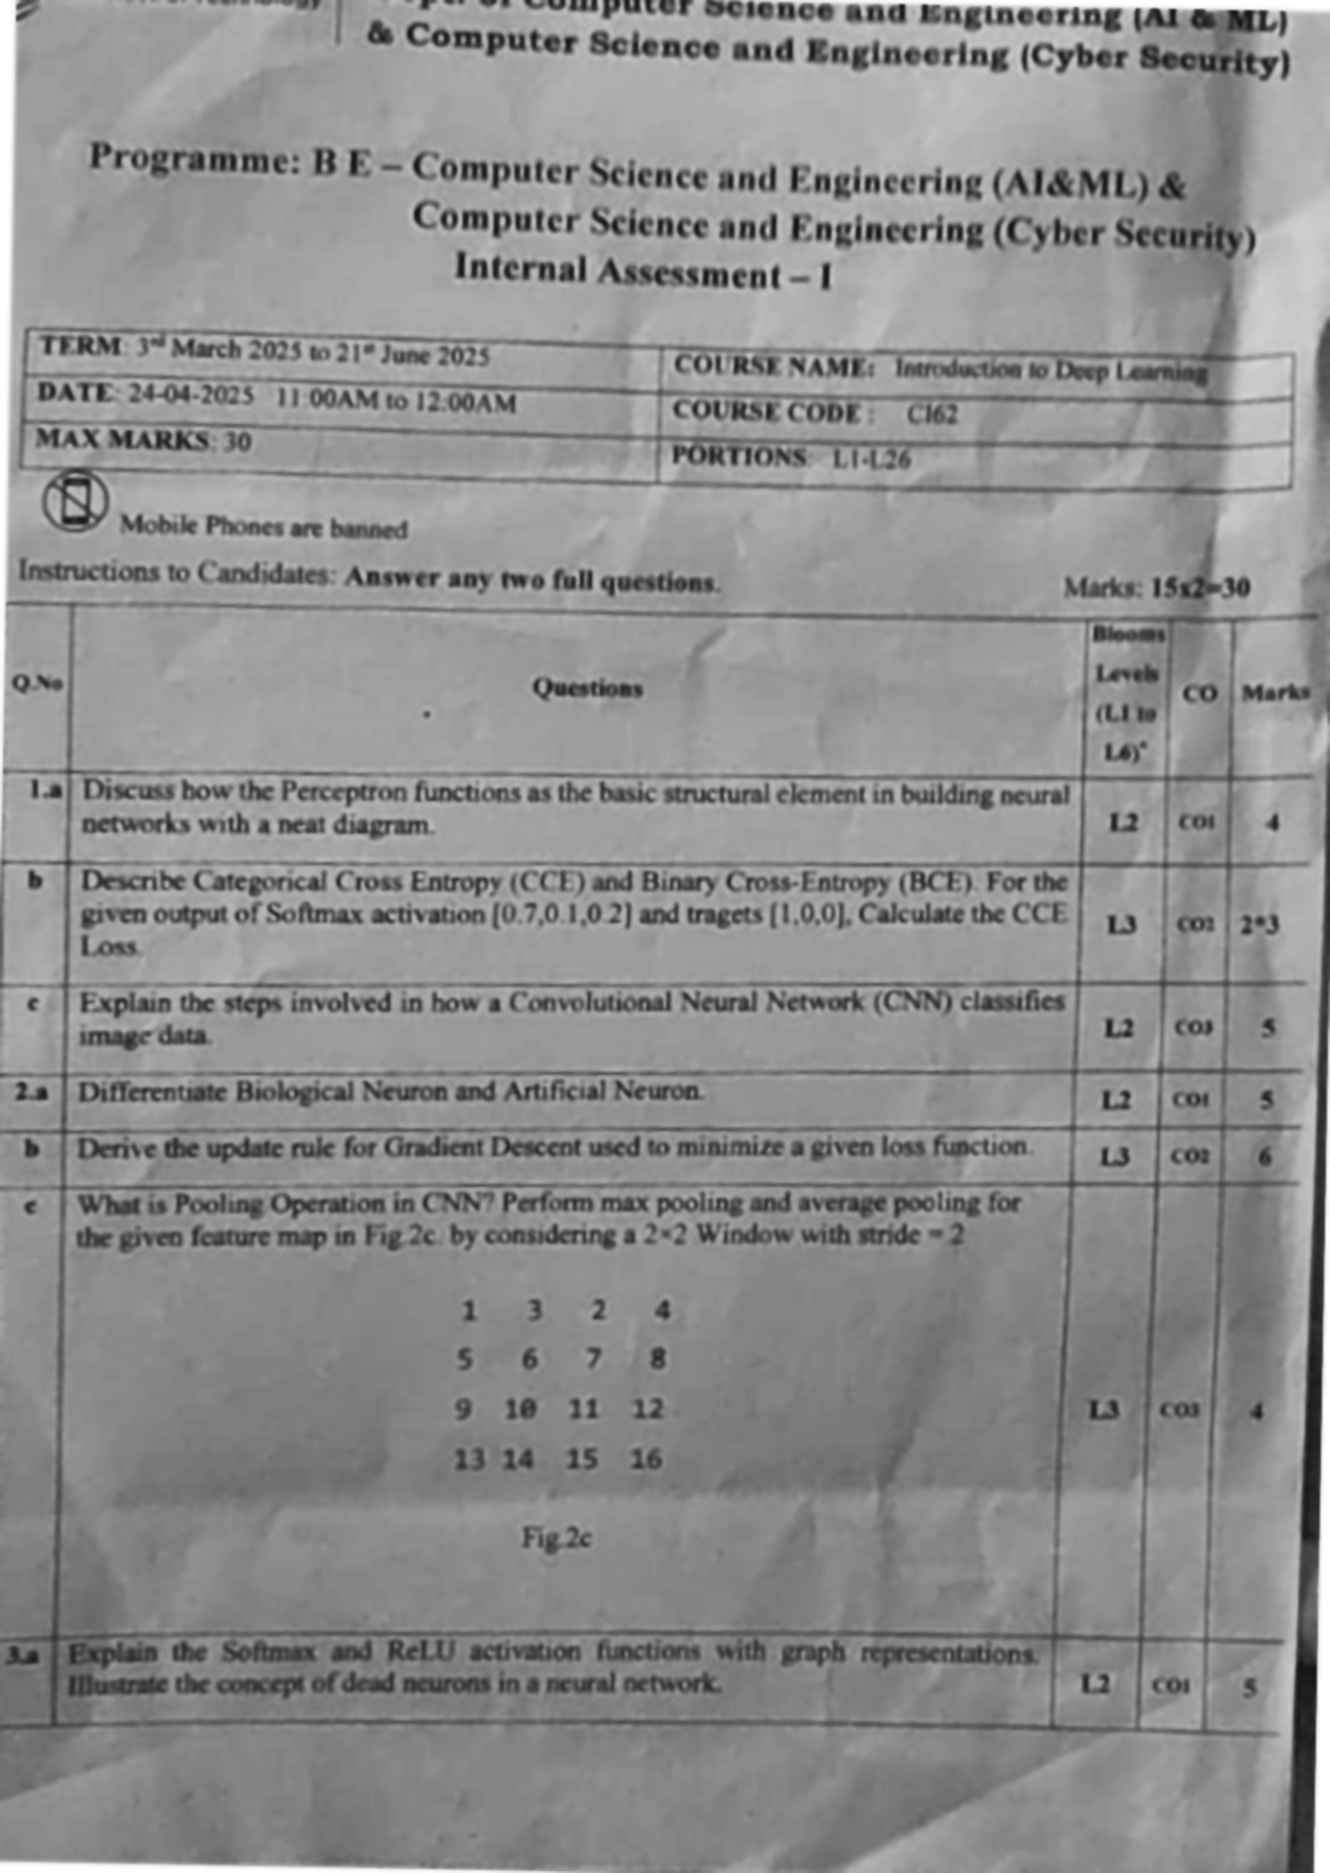 Computer Science and Engineering (AI & ML)
& Computer Science and Engineering (Cyber Security)
Programme: B E – Computer Science and Engineering (AI&ML) &
Computer Science and Engineering (Cyber Security)
Internal Assessment – I
TERM: 3rd March 2025 to 21st June 2025
COURSE NAME: Introduction to Deep Learning
DATE: 24-04-2025 11:00AM to 12:00AM
COURSE CODE : CI62
MAX MARKS: 30
PORTIONS: L1-L26
Mobile Phones are banned
Instructions to Candidates: Answer any two full questions.
Marks: 15x2=30
Q.No
Questions
Blooms
Levels
(L1 to
L6)*
CO
Marks
1.a Discuss how the Perceptron functions as the basic structural element in building neural
networks with a neat diagram.
L2 CO1 4
b Describe Categorical Cross Entropy (CCE) and Binary Cross-Entropy (BCE). For the
given output of Softmax activation [0.7,0.1,0.2] and tragets [1,0,0], Calculate the CCE
Loss.
L3 CO2 2*3
c Explain the steps involved in how a Convolutional Neural Network (CNN) classifies
image data.
L2 CO3 5
2.a Differentiate Biological Neuron and Artificial Neuron.
L2 CO1 5
b Derive the update rule for Gradient Descent used to minimize a given loss function.
L3 CO2 6
c What is Pooling Operation in CNN? Perform max pooling and average pooling for
the given feature map in Fig.2c. by considering a 2×2 Window with stride = 2
1 3 2 4
5 6 7 8
9 10 11 12
13 14 15 16
L3 CO3 4
Fig.2c
3.a Explain the Softmax and ReLU activation functions with graph representations.
Illustrate the concept of dead neurons in a neural network.
L2 CO1 5